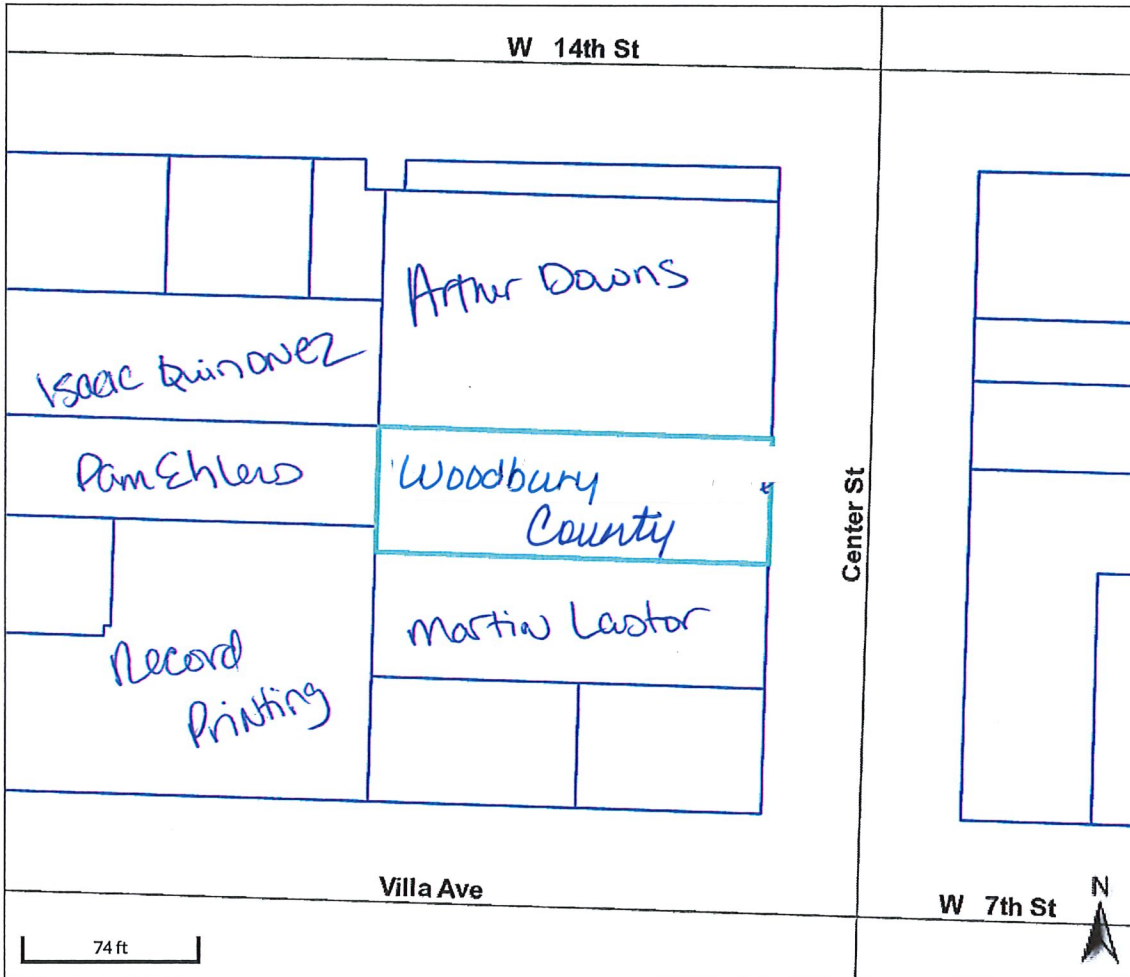 W 14th St
Arthur Downs
Isaac Quinonez
Pam Ehlers
Woodbury
County
Center St
Martin Lastor
Record
Printing
Villa Ave
W 7th St
N
74 ft